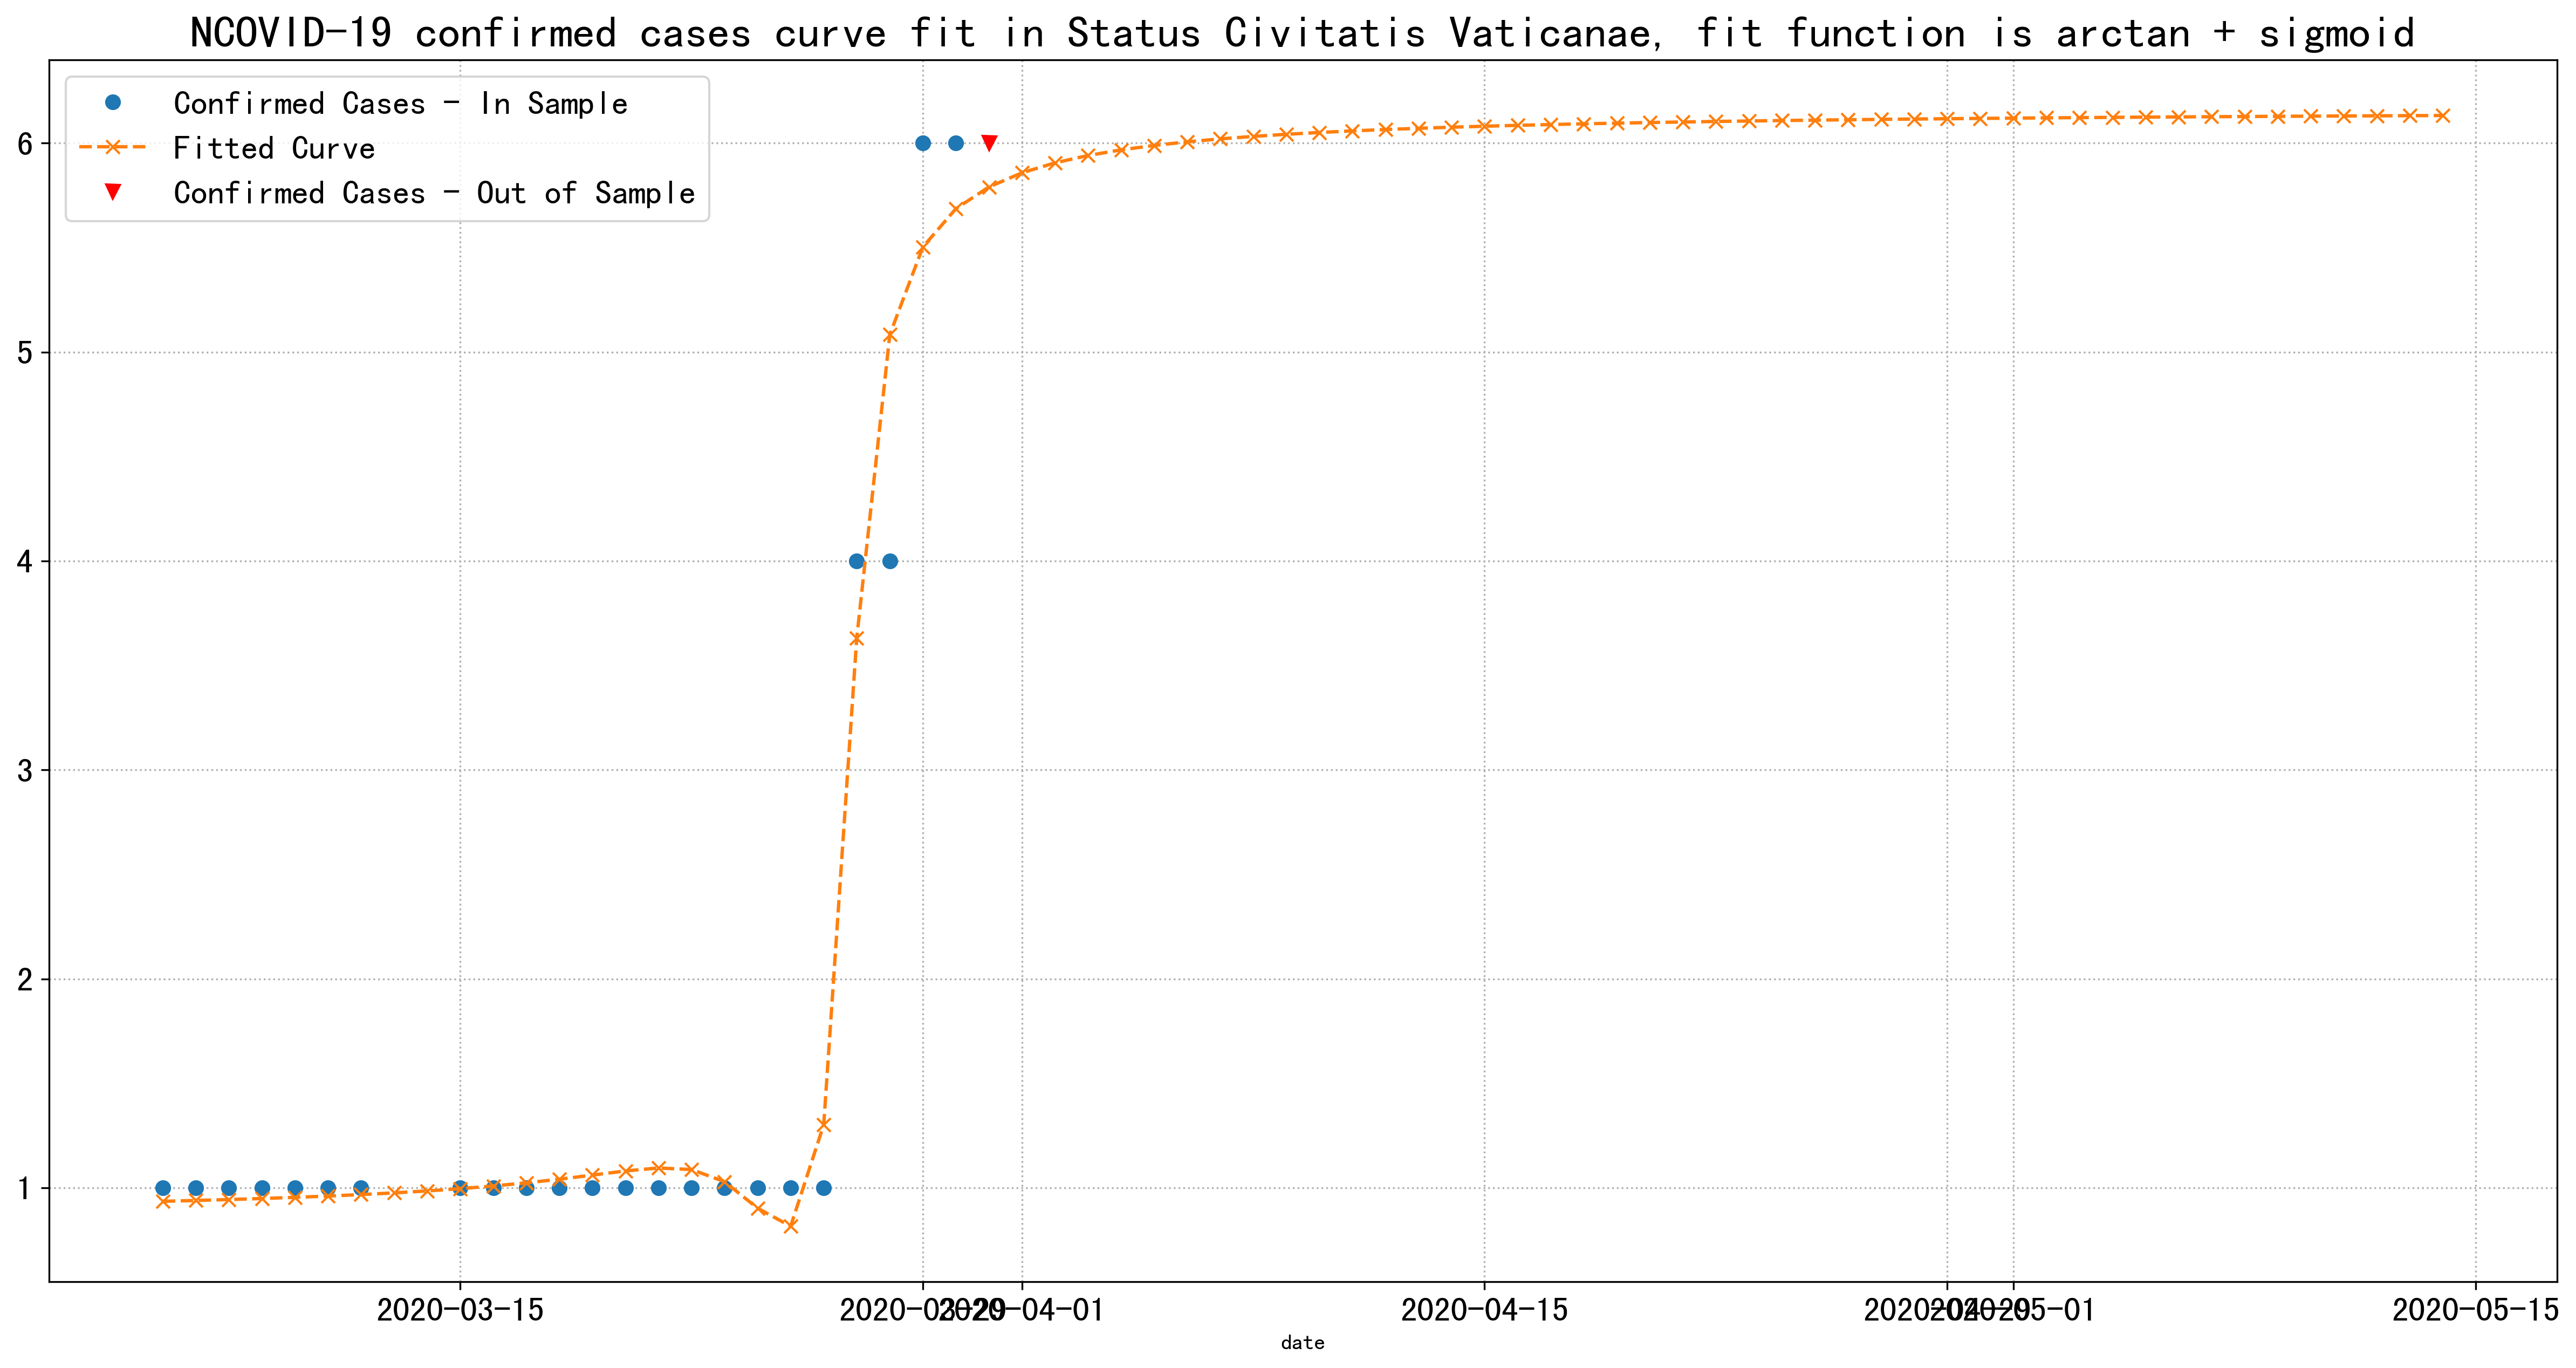 NCOVID-19 confirmed cases curve fit in Status Civitatis Vaticanae, fit function is arctan + sigmoid
Confirmed Cases - In Sample
Fitted Curve
Confirmed Cases - Out of Sample
6
5
4
3
2
1
2020-03-15
2020-03-29
2020-04-01
2020-04-15
2020-04-29
2020-05-01
2020-05-15
date